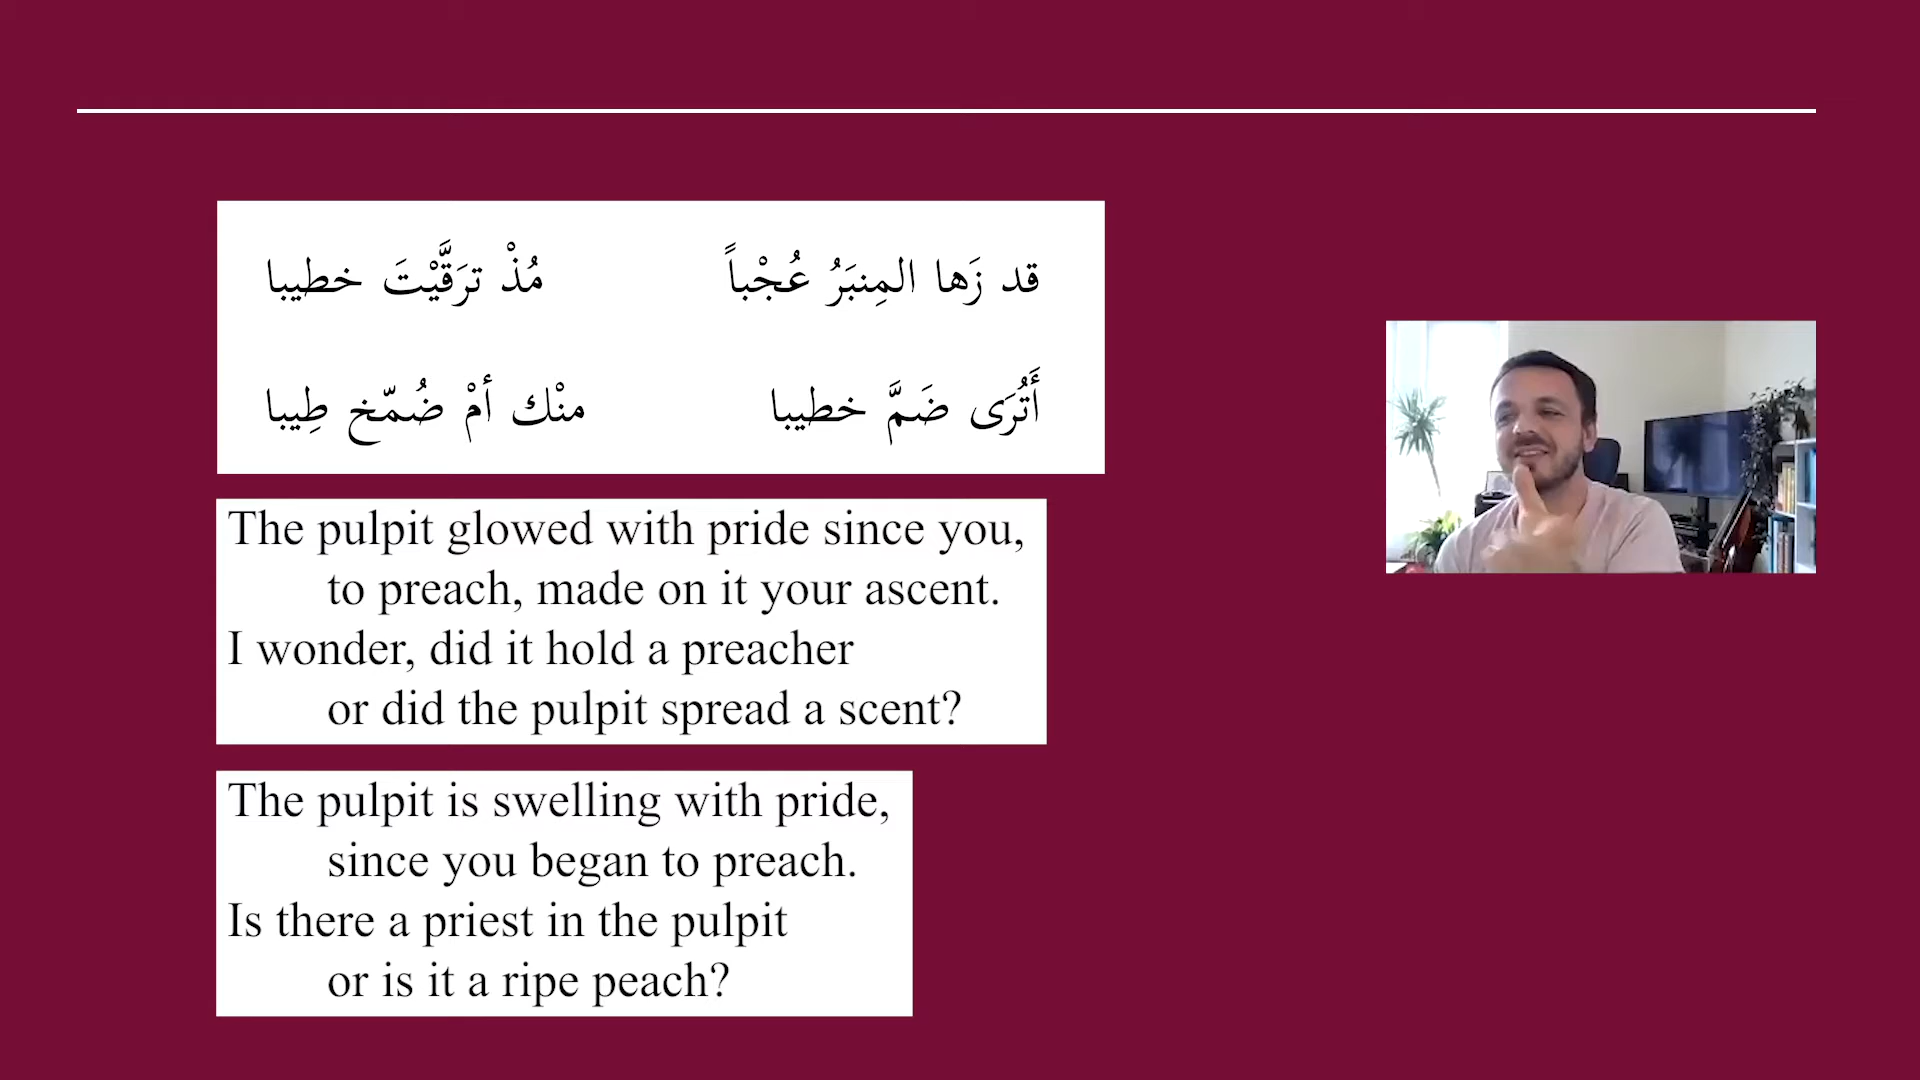 قد زَها المِنبَرُ عُجْباً مُذْ ترَقَّيْتَ خطيبا
أَتُرَى ضَمَّ خطيبا منْك أمْ ضُمّخ طِيبا
The pulpit glowed with pride since you,
to preach, made on it your ascent.
I wonder, did it hold a preacher
or did the pulpit spread a scent?
The pulpit is swelling with pride,
since you began to preach.
Is there a priest in the pulpit
or is it a ripe peach?